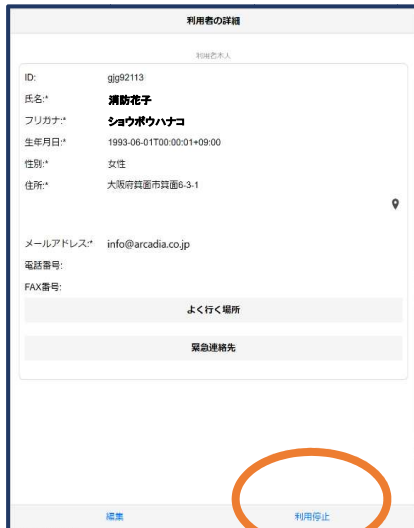 利用者の詳細
利用者本人
ID: gjg92113
氏名:* 消防花子
フリガナ:* ショウボウハナコ
生年月日:* 1993-06-01T00:00:01+09:00
性別:* 女性
住所:* 大阪府箕面市箕面6-3-1
メールアドレス:* info@arcadia.co.jp
電話番号:
FAX番号:
よく行く場所
緊急連絡先
編集 利用停止